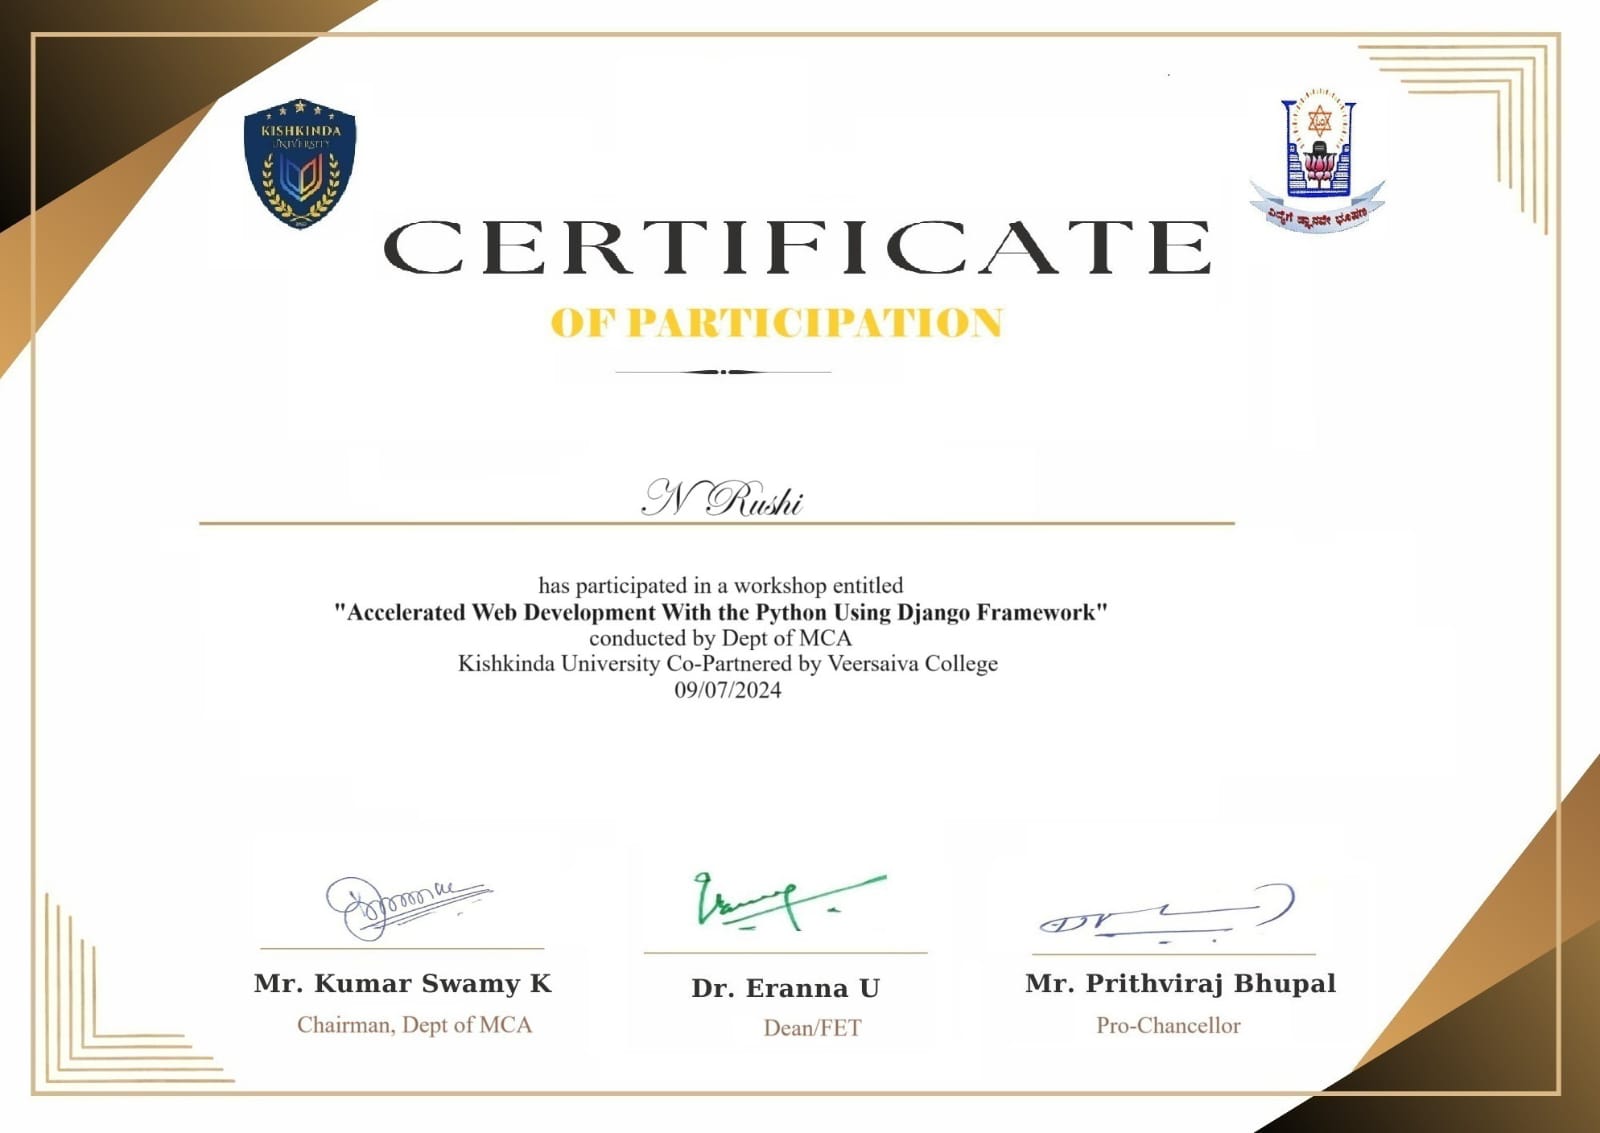 KISHKINDA
UNIVERSITY
ವಿದ್ಯೆಗೆ ಜ್ಞಾನವೇ ಭೂಷಣ
CERTIFICATE
OF PARTICIPATION
N Rushi
has participated in a workshop entitled
"Accelerated Web Development With the Python Using Django Framework"
conducted by Dept of MCA
Kishkinda University Co-Partnered by Veersaiva College
09/07/2024
Mr. Kumar Swamy K
Chairman, Dept of MCA
Dr. Eranna U
Dean/FET
Mr. Prithviraj Bhupal
Pro-Chancellor